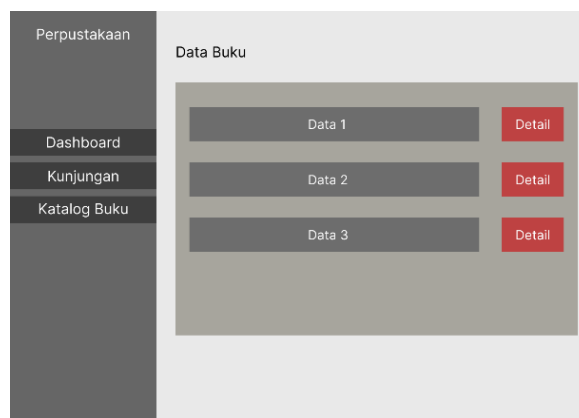 Perpustakaan
Dashboard
Kunjungan
Katalog Buku
Data Buku
Data 1
Detail
Data 2
Detail
Data 3
Detail